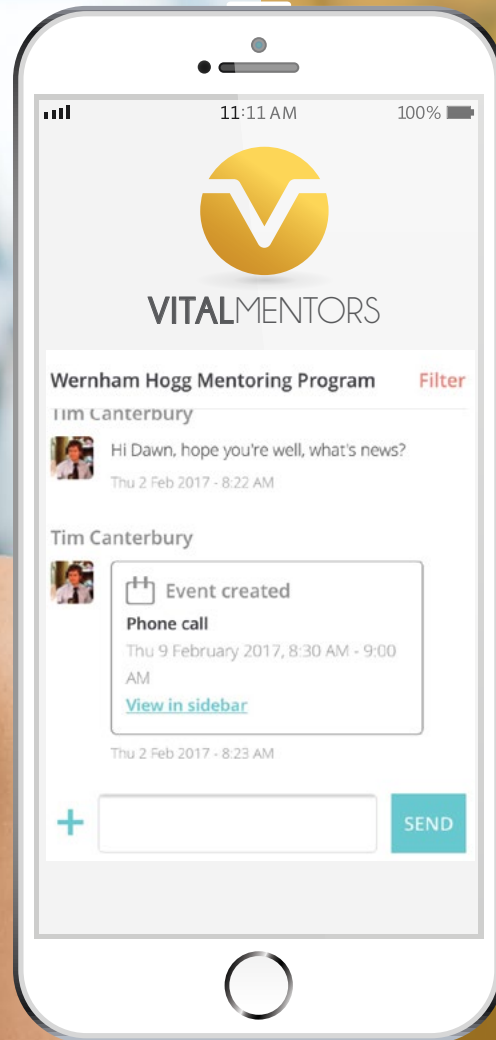 11:11 AM
100%
VITALMENTORS
Wernham Hogg Mentoring Program
Filter
Tim Canterbury
Hi Dawn, hope you're well, what's news?
Thu 2 Feb 2017 - 8:22 AM
Tim Canterbury
Event created
Phone call
Thu 9 February 2017, 8:30 AM - 9:00
AM
View in sidebar
Thu 2 Feb 2017 - 8:23 AM
SEND